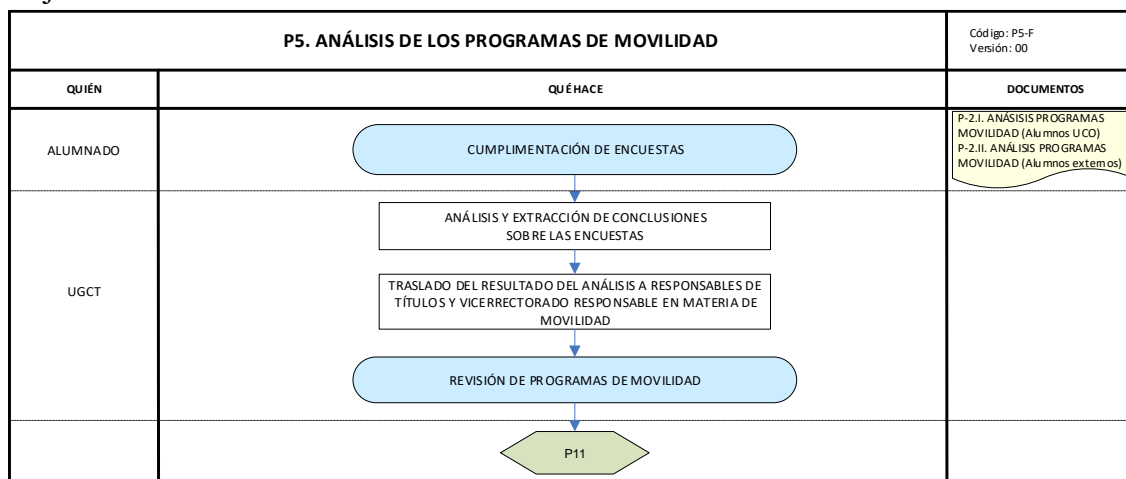 P5. ANÁLISIS DE LOS PROGRAMAS DE MOVILIDAD
Código: P5-F
Versión: 00
QUIÉN
QUÉ HACE
DOCUMENTOS
ALUMNADO
CUMPLIMENTACIÓN DE ENCUESTAS
P-2.I. ANÁSISIS PROGRAMAS
MOVILIDAD (Alumnos UCO)
P-2.II. ANÁLISIS PROGRAMAS
MOVILIDAD (Alumnos externos)
UGCT
ANÁLISIS Y EXTRACCIÓN DE CONCLUSIONES
SOBRE LAS ENCUESTAS
TRASLADO DEL RESULTADO DEL ANÁLISIS A RESPONSABLES DE
TÍTULOS Y VICERRECTORADO RESPONSABLE EN MATERIA DE
MOVILIDAD
REVISIÓN DE PROGRAMAS DE MOVILIDAD
P11